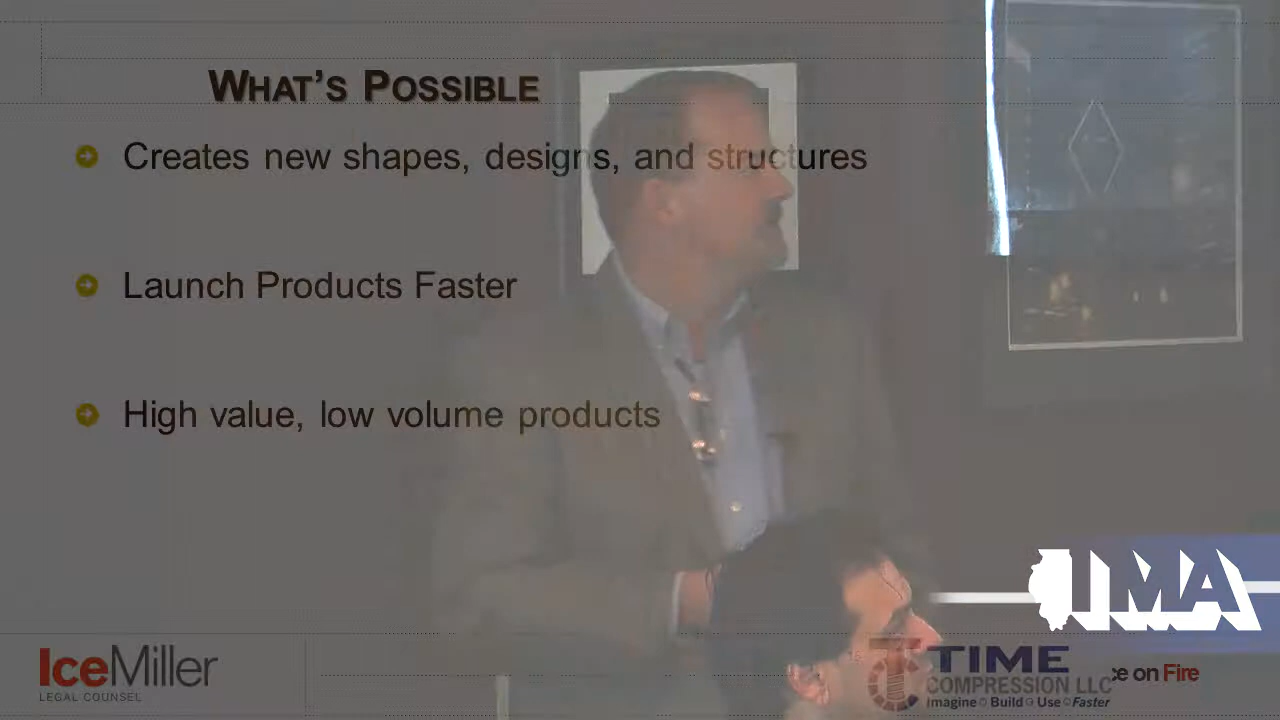 WHAT'S POSSIBLE
Creates new shapes, designs, and structures
Launch Products Faster
High value, low volume products
IMA
IceMiller
LEGAL COUNSEL
TIME
COMPRESSION LLC
Imagine Build Use Faster
on Fire